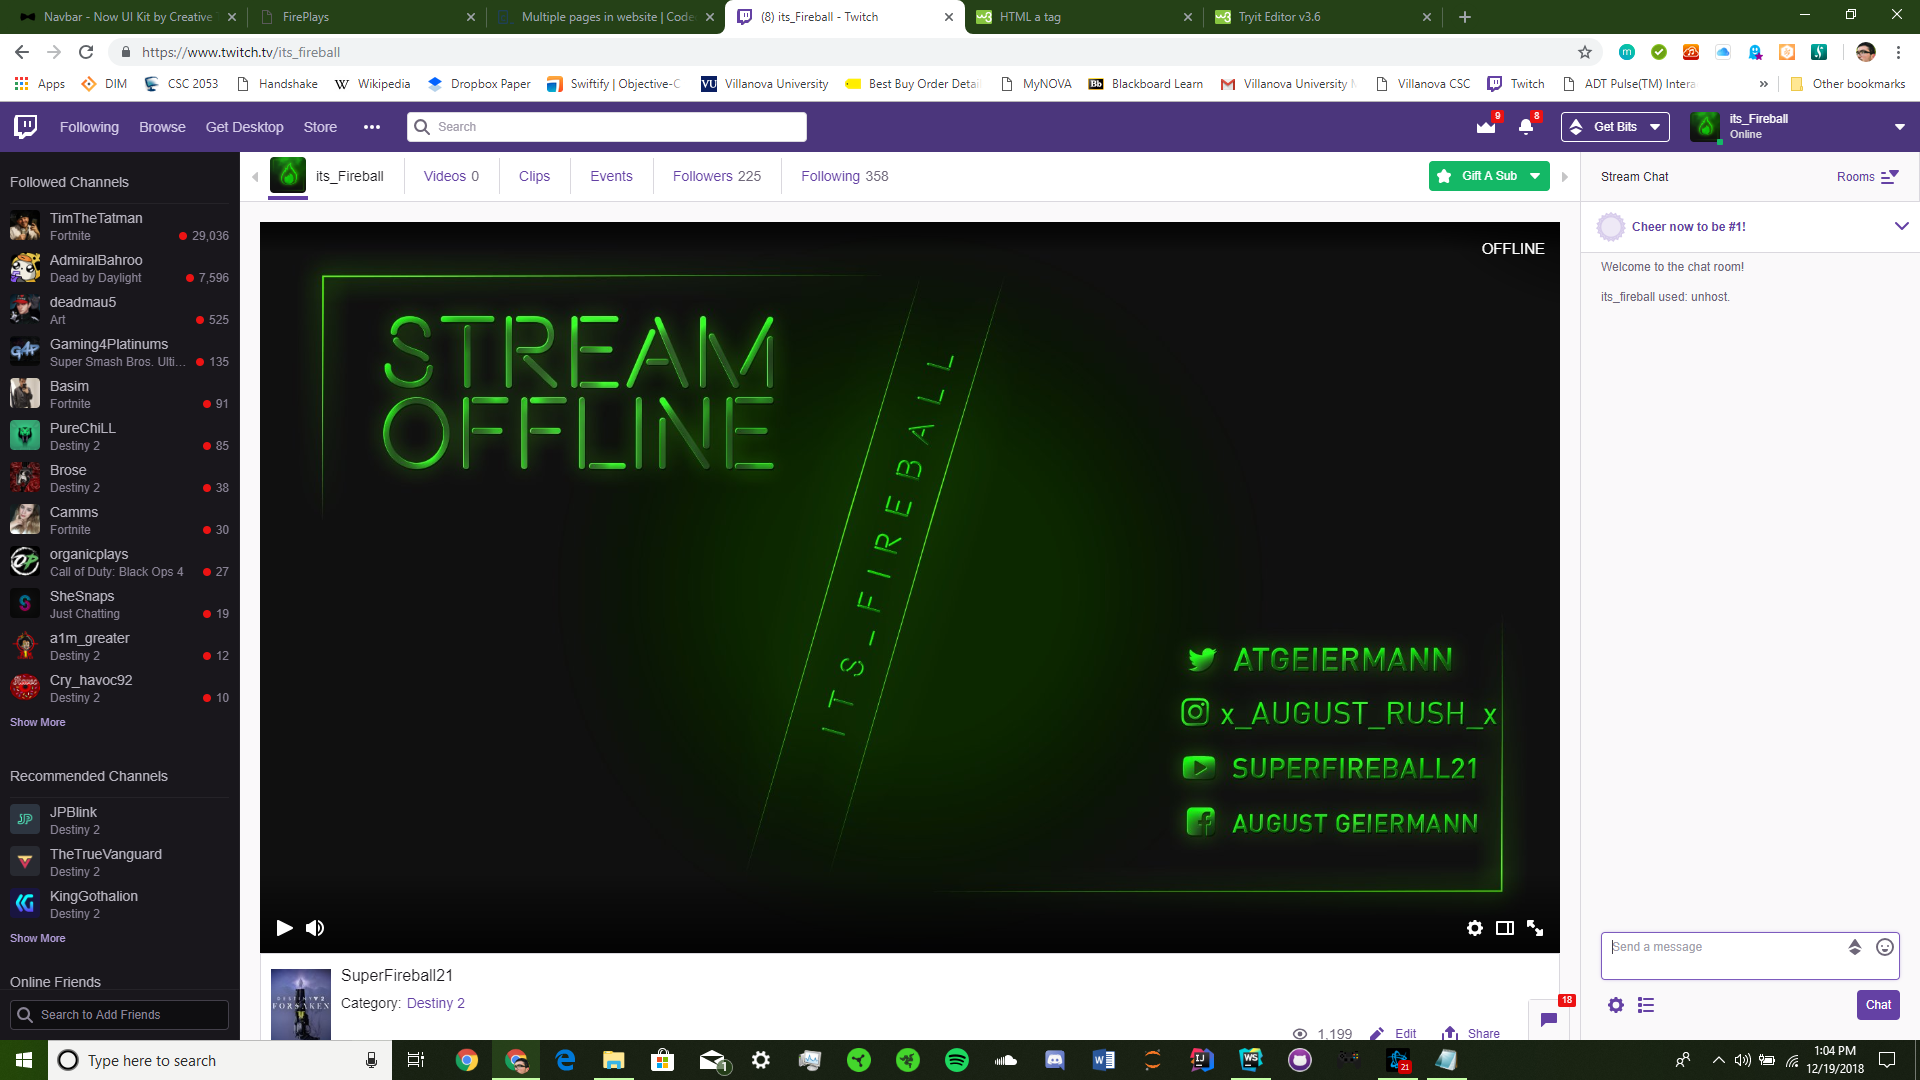 Navbar - Now UI Kit by Creative
FirePlays
Multiple pages in website | Code
(8) its_Fireball - Twitch
HTML a tag
Tryit Editor v3.6
https://www.twitch.tv/its_fireball
Apps
DIM
CSC 2053
Handshake
Wikipedia
Dropbox Paper
Swiftify | Objective-C
Villanova University
Best Buy Order Detai
MyNOVA
Blackboard Learn
Villanova University
Villanova CSC
Twitch
ADT Pulse(TM) Intera
Other bookmarks
Following
Browse
Get Desktop
Store
Search
9
8
Get Bits
its_Fireball
Online
Followed Channels
TimTheTatman
Fortnite 29,036
AdmiralBahroo
Dead by Daylight 7,596
deadmau5
Art 525
Gaming4Platinums
Super Smash Bros. Ulti... 135
Basim
Fortnite 91
PureChiLL
Destiny 2 85
Brose
Destiny 2 38
Camms
Fortnite 30
organicplays
Call of Duty: Black Ops 4 27
SheSnaps
Just Chatting 19
a1m_greater
Destiny 2 12
Cry_havoc92
Destiny 2 10
Show More
Recommended Channels
JPBlink
Destiny 2
TheTrueVanguard
Destiny 2
KingGothalion
Destiny 2
Show More
Online Friends
Search to Add Friends
its_Fireball
Videos 0
Clips
Events
Followers 225
Following 358
Gift A Sub
OFFLINE
STREAM
OFFLINE
ITS_FIREBALL
ATGEIERMANN
x_AUGUST_RUSH_x
SUPERFIREBALL21
AUGUST GEIERMANN
SuperFireball21
Category: Destiny 2
FORSAKEN
1,199
Edit
Share
18
Stream Chat
Rooms
Cheer now to be #1!
Welcome to the chat room!
its_fireball used: unhost.
Send a message
Chat
Type here to search
1
21
1:04 PM
12/19/2018